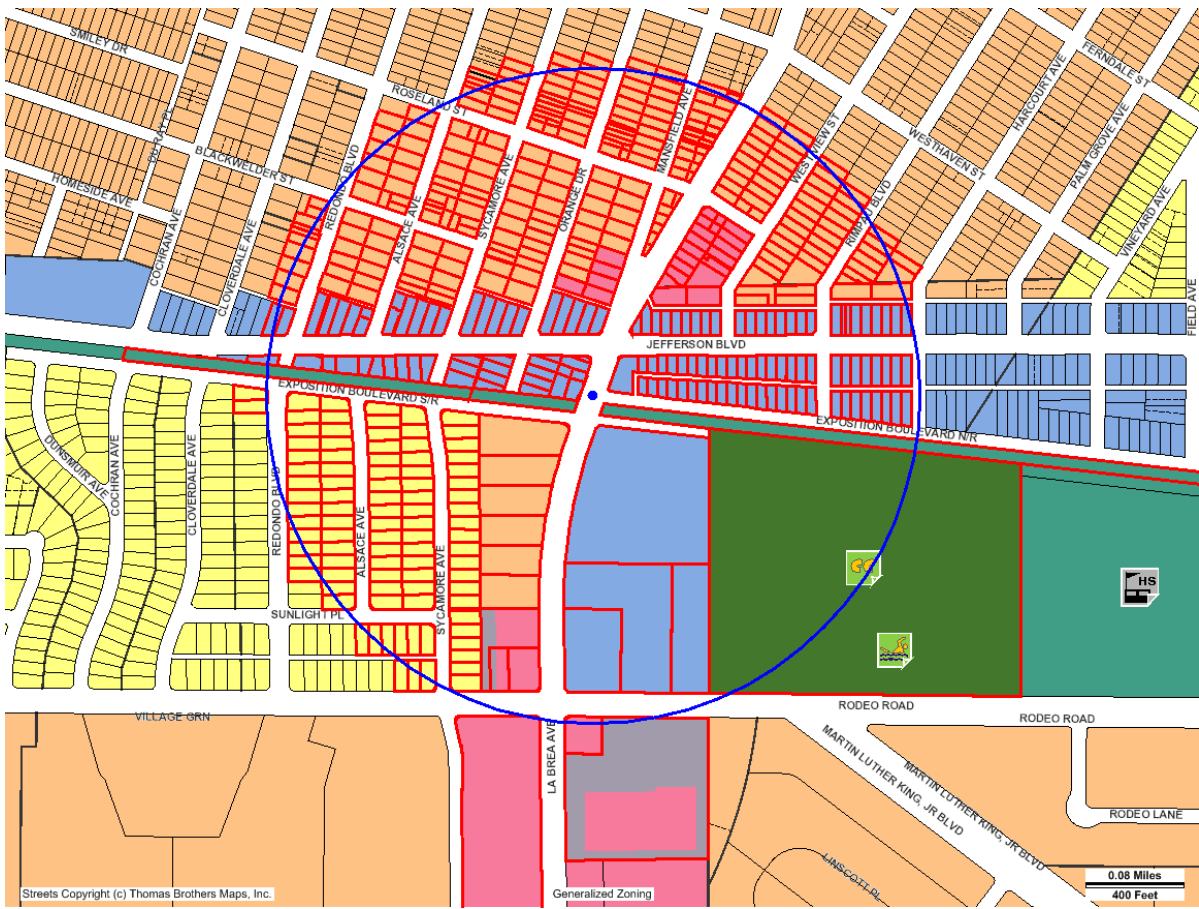 SMILEY DR
FERNDALE ST
HARCOURT AVE
ROSELAND ST
MANSFIELD AVE
WESTVIEW ST
WESTHAVEN ST
PALM GROVE AVE
BLACKWELDER ST
REDONDO BLVD
SYCAMORE AVE
HOMESIDE AVE
ORANGE DR
RIMPAU BLVD
VINEYARD AVE
ALSACE AVE
COCHRAN AVE
CLOVERDALE AVE
FIELD AVE
JEFFERSON BLVD
EXPOSITION BOULEVARD S/R
EXPOSITION BOULEVARD N/R
DUNSMUIR AVE
COCHRAN AVE
CLOVERDALE AVE
REDONDO BLVD
ALSACE AVE
SYCAMORE AVE
HS
SUNLIGHT PL
RODEO ROAD
VILLAGE GRN
RODEO ROAD
LA BREA AVE
MARTIN LUTHER KING, JR BLVD
MARTIN LUTHER KING, JR BLVD
RODEO LANE
LINSCOTT PL
0.08 Miles
Streets Copyright (c) Thomas Brothers Maps, Inc.
Generalized Zoning
400 Feet